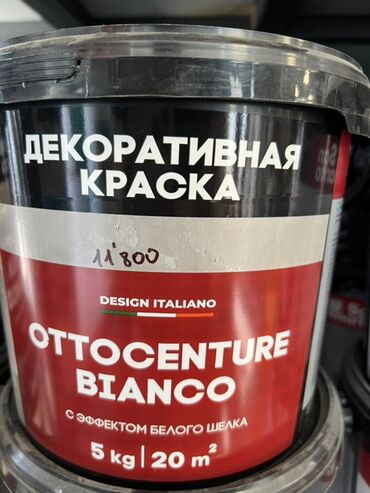 ДЕКОРАТИВНАЯ
КРАСКА
11'800
DESIGN ITALIANO
OTTOCENTURE
BIANCO
С ЭФФЕКТОМ БЕЛОГО ШЕЛКА
5 kg | 20 m²